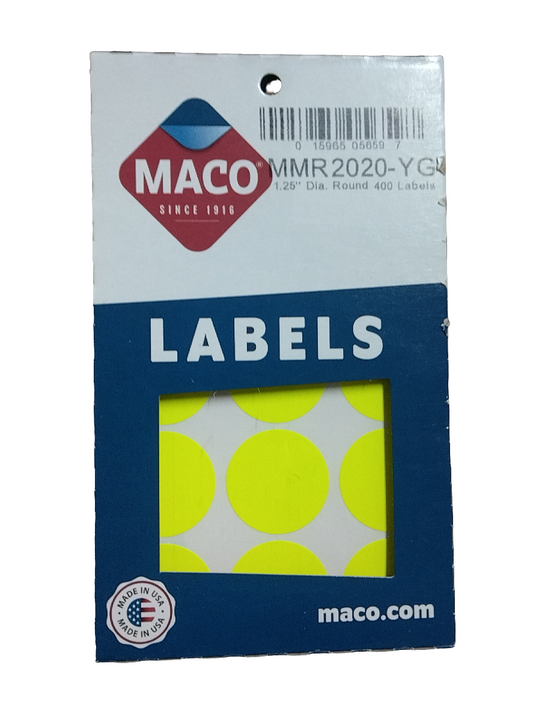 0 15965 05659 7
MMR2020-YG
1.25" Dia. Round 400 Labels
MACO®
SINCE 1916
LABELS
MADE IN USA
MADE IN USA
maco.com